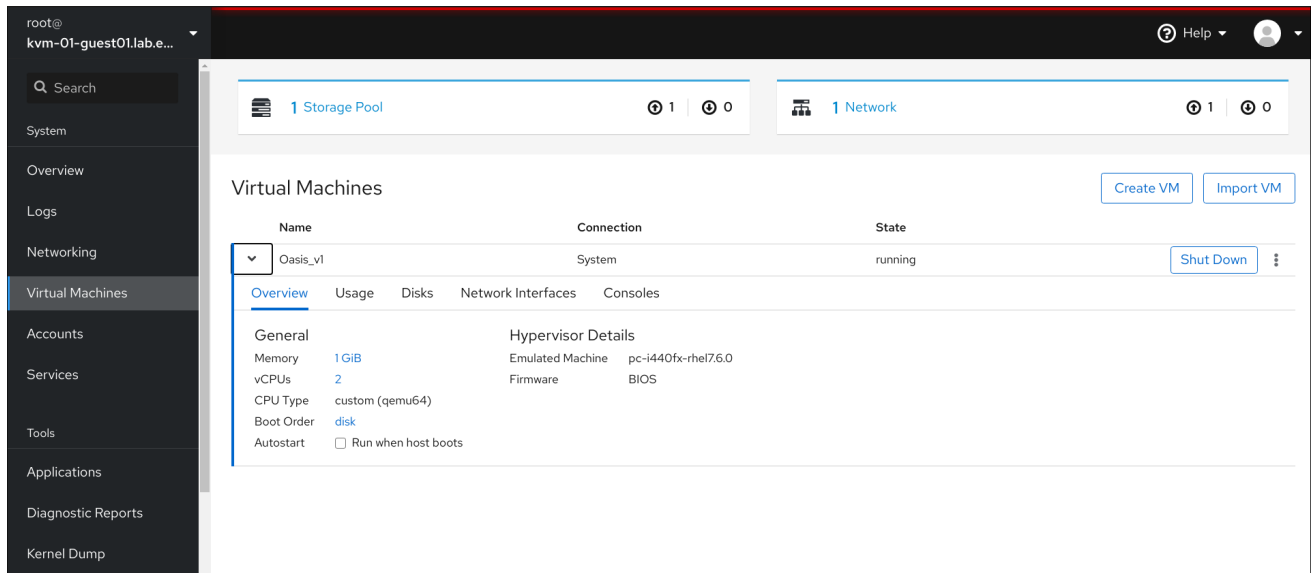 root@
kvm-01-guest01.lab.e...
Help
Search
System
Overview
Logs
Networking
Virtual Machines
Accounts
Services
Tools
Applications
Diagnostic Reports
Kernel Dump
1 Storage Pool 1 0
1 Network 1 0
Virtual Machines
Create VM Import VM
Name Connection State
Oasis_v1 System running Shut Down
Overview Usage Disks Network Interfaces Consoles
General
Memory 1 GiB
vCPUs 2
CPU Type custom (qemu64)
Boot Order disk
Autostart Run when host boots
Hypervisor Details
Emulated Machine pc-i440fx-rhel7.6.0
Firmware BIOS